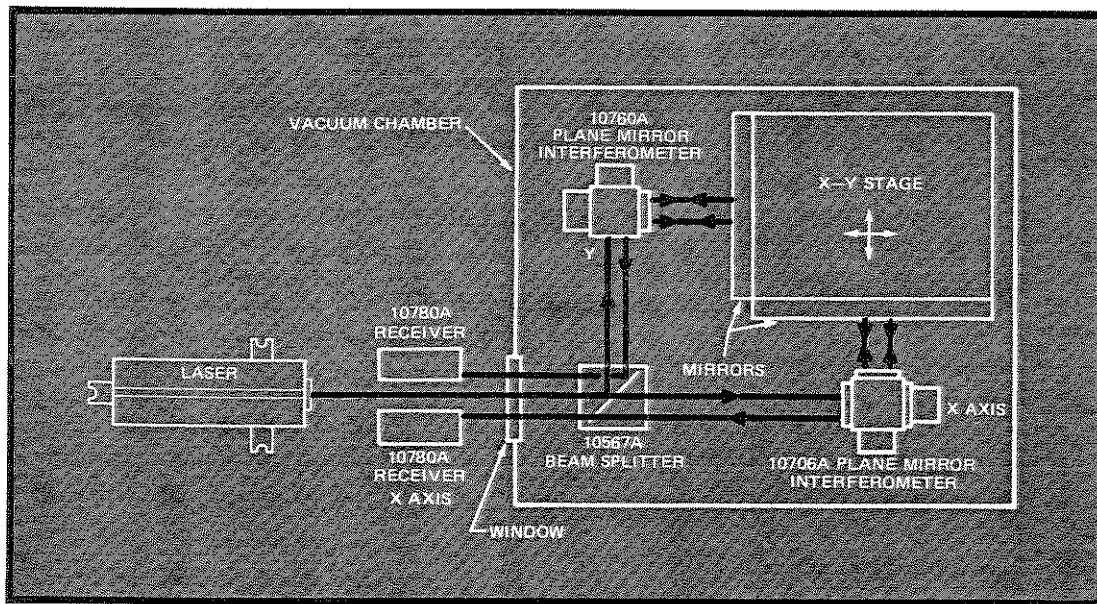 VACUUM CHAMBER
10760A
PLANE MIRROR
INTERFEROMETER
X-Y STAGE
Y
10780A
RECEIVER
LASER
MIRRORS
X AXIS
10780A
RECEIVER
X AXIS
10567A
BEAM SPLITTER
10706A PLANE MIRROR
INTERFEROMETER
WINDOW